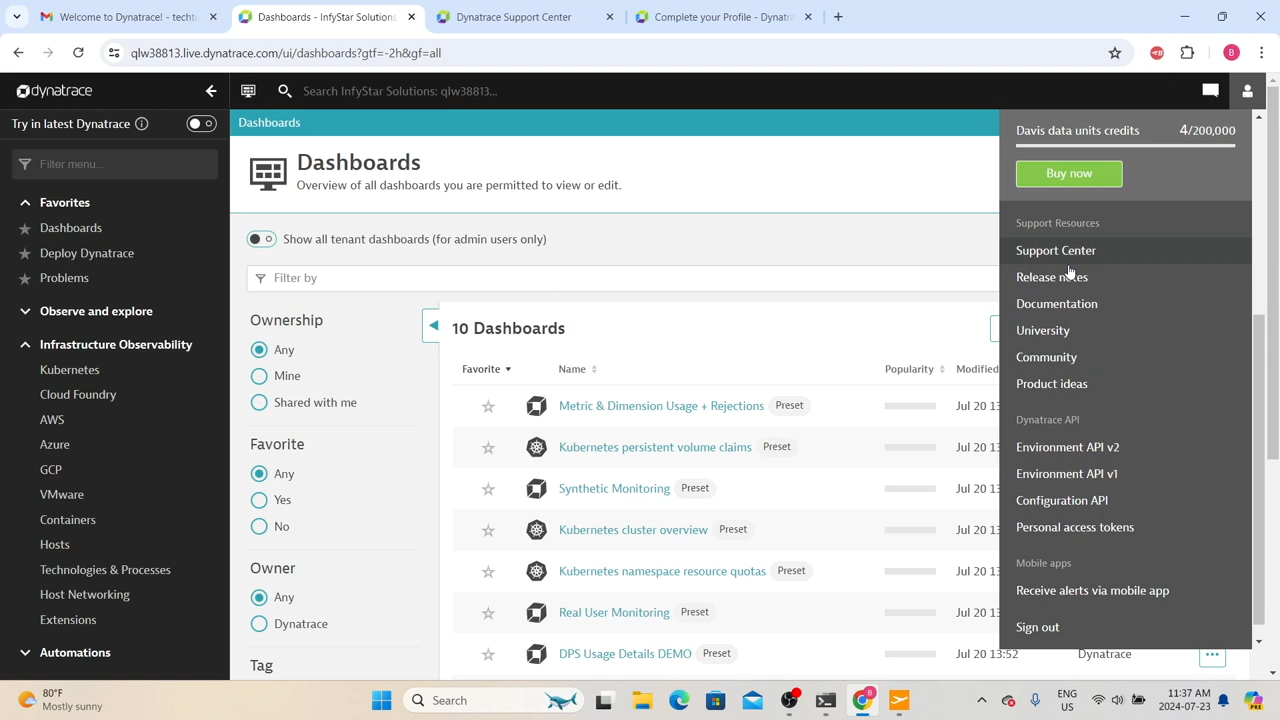 Welcome to Dynatrace! - techtu
Dashboards - InfyStar Solutions:
Dynatrace Support Center
Complete your Profile - Dynatra
qlw38813.live.dynatrace.com/ui/dashboards?gtf=-2h&gf=all
B
dynatrace
Search InfyStar Solutions: qlw38813...
Try in latest Dynatrace
Filter menu...
Favorites
Dashboards
Deploy Dynatrace
Problems
Observe and explore
Infrastructure Observability
Kubernetes
Cloud Foundry
AWS
Azure
GCP
VMware
Containers
Hosts
Technologies & Processes
Host Networking
Extensions
Automations
Dashboards
Dashboards
Overview of all dashboards you are permitted to view or edit.
Show all tenant dashboards (for admin users only)
Filter by
Ownership
Any
Mine
Shared with me
Favorite
Any
Yes
No
Owner
Any
Dynatrace
Tag
10 Dashboards
Favorite Name Popularity Modified
Metric & Dimension Usage + Rejections Preset Jul 20 13
Kubernetes persistent volume claims Preset Jul 20 13
Synthetic Monitoring Preset Jul 20 13
Kubernetes cluster overview Preset Jul 20 13
Kubernetes namespace resource quotas Preset Jul 20 13
Real User Monitoring Preset Jul 20 13
DPS Usage Details DEMO Preset Jul 20 13:52 Dynatrace
Davis data units credits 4/200,000
Buy now
Support Resources
Support Center
Release notes
Documentation
University
Community
Product ideas
Dynatrace API
Environment API v2
Environment API v1
Configuration API
Personal access tokens
Mobile apps
Receive alerts via mobile app
Sign out
80°F
Mostly sunny
Search
ENG
US
11:37 AM
2024-07-23